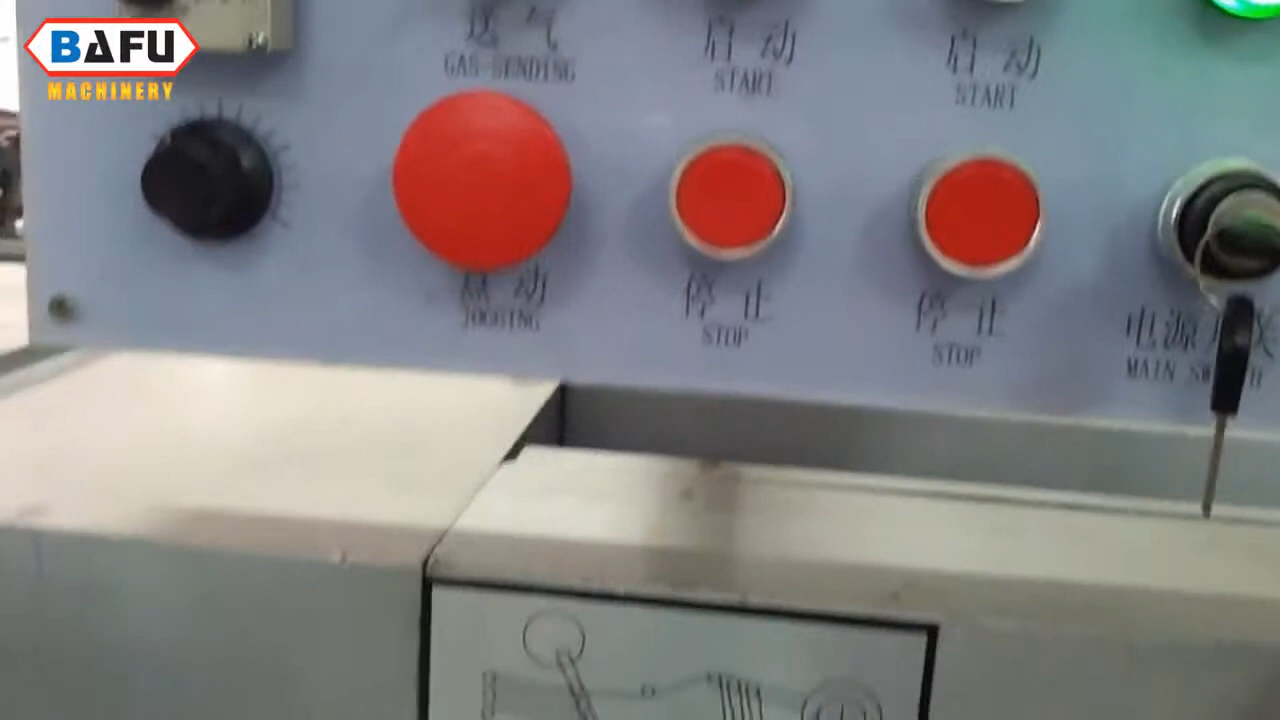 BAFU
MACHINERY
送 气
GAS-SENDING
启 动
START
启 动
START
点 动
JOGGING
停 止
STOP
停 止
STOP
电源开关
MAIN SWITCH